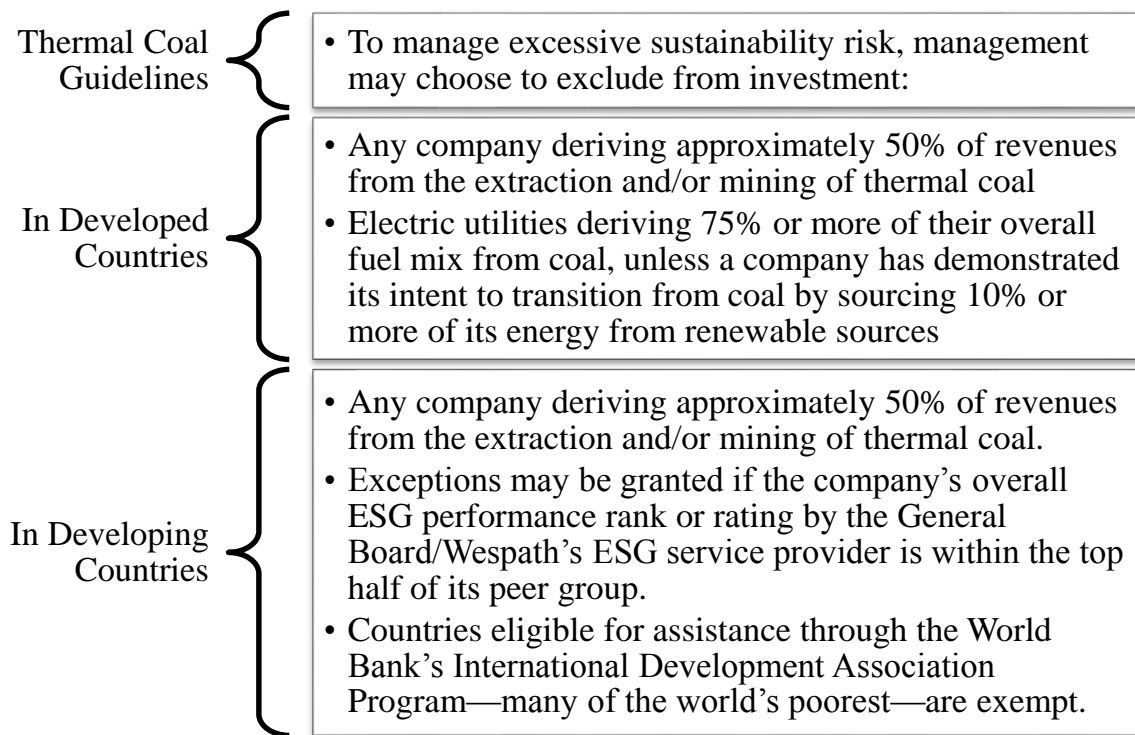 Thermal Coal
Guidelines
• To manage excessive sustainability risk, management
may choose to exclude from investment:
In Developed
Countries
• Any company deriving approximately 50% of revenues
from the extraction and/or mining of thermal coal
• Electric utilities deriving 75% or more of their overall
fuel mix from coal, unless a company has demonstrated
its intent to transition from coal by sourcing 10% or
more of its energy from renewable sources
In Developing
Countries
• Any company deriving approximately 50% of revenues
from the extraction and/or mining of thermal coal.
• Exceptions may be granted if the company’s overall
ESG performance rank or rating by the General
Board/Wespath’s ESG service provider is within the top
half of its peer group.
• Countries eligible for assistance through the World
Bank’s International Development Association
Program—many of the world’s poorest—are exempt.